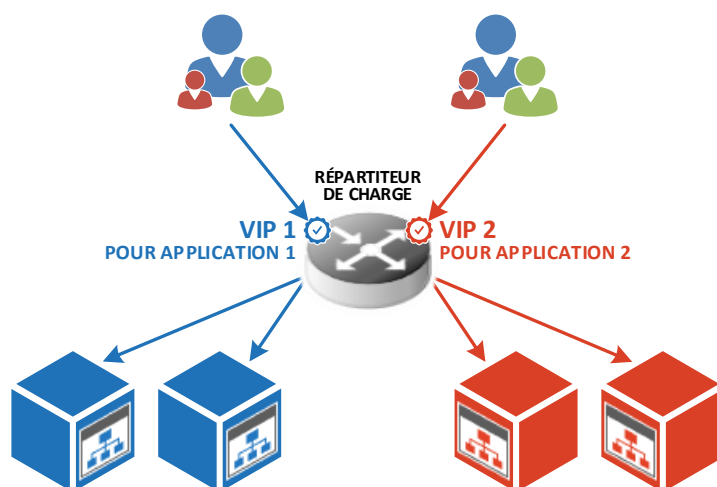 RÉPARTITEUR
DE CHARGE
VIP 1
POUR APPLICATION 1
VIP 2
POUR APPLICATION 2